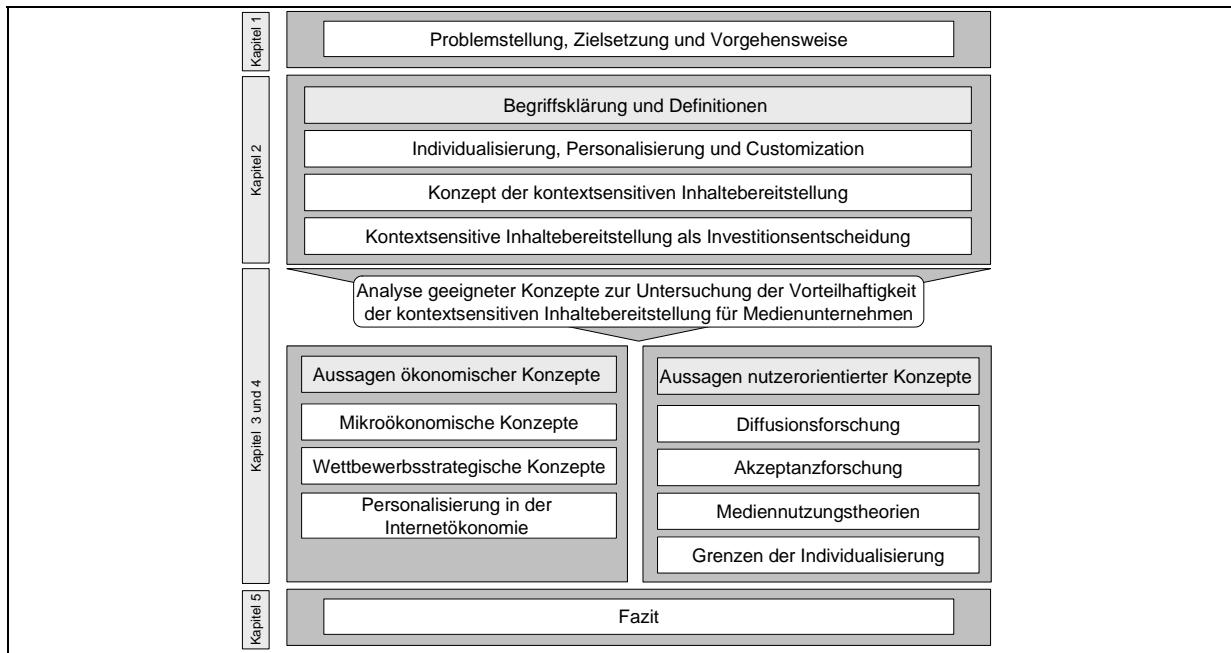 Kapitel 1
Problemstellung, Zielsetzung und Vorgehensweise
Kapitel 2
Begriffsklärung und Definitionen
Individualisierung, Personalisierung und Customization
Konzept der kontextsensitiven Inhaltebereitstellung
Kontextsensitive Inhaltebereitstellung als Investitionsentscheidung
Kapitel 3 und 4
Analyse geeigneter Konzepte zur Untersuchung der Vorteilhaftigkeit
der kontextsensitiven Inhaltebereitstellung für Medienunternehmen
Aussagen ökonomischer Konzepte
Mikroökonomische Konzepte
Wettbewerbsstrategische Konzepte
Personalisierung in der
Internetökonomie
Aussagen nutzerorientierter Konzepte
Diffusionsforschung
Akzeptanzforschung
Mediennutzungstheorien
Grenzen der Individualisierung
Kapitel 5
Fazit